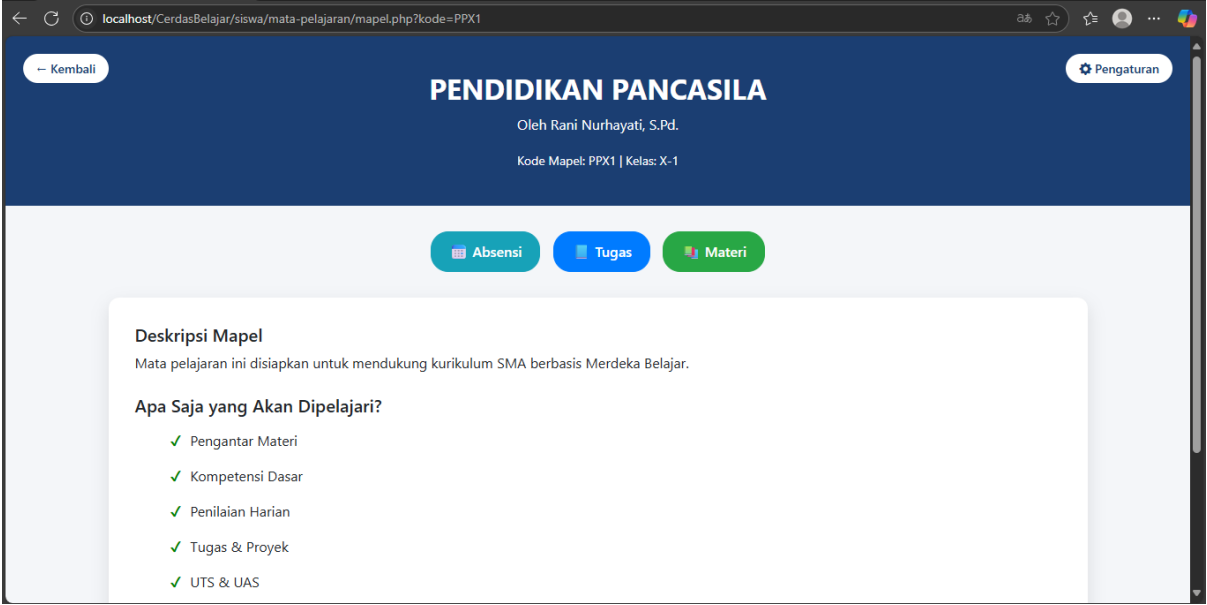 localhost/CerdasBelajar/siswa/mata-pelajaran/mapel.php?kode=PPX1
← Kembali
Pengaturan
PENDIDIKAN PANCASILA
Oleh Rani Nurhayati, S.Pd.
Kode Mapel: PPX1 | Kelas: X-1
Absensi
Tugas
Materi
Deskripsi Mapel
Mata pelajaran ini disiapkan untuk mendukung kurikulum SMA berbasis Merdeka Belajar.
Apa Saja yang Akan Dipelajari?
✓ Pengantar Materi
✓ Kompetensi Dasar
✓ Penilaian Harian
✓ Tugas & Proyek
✓ UTS & UAS